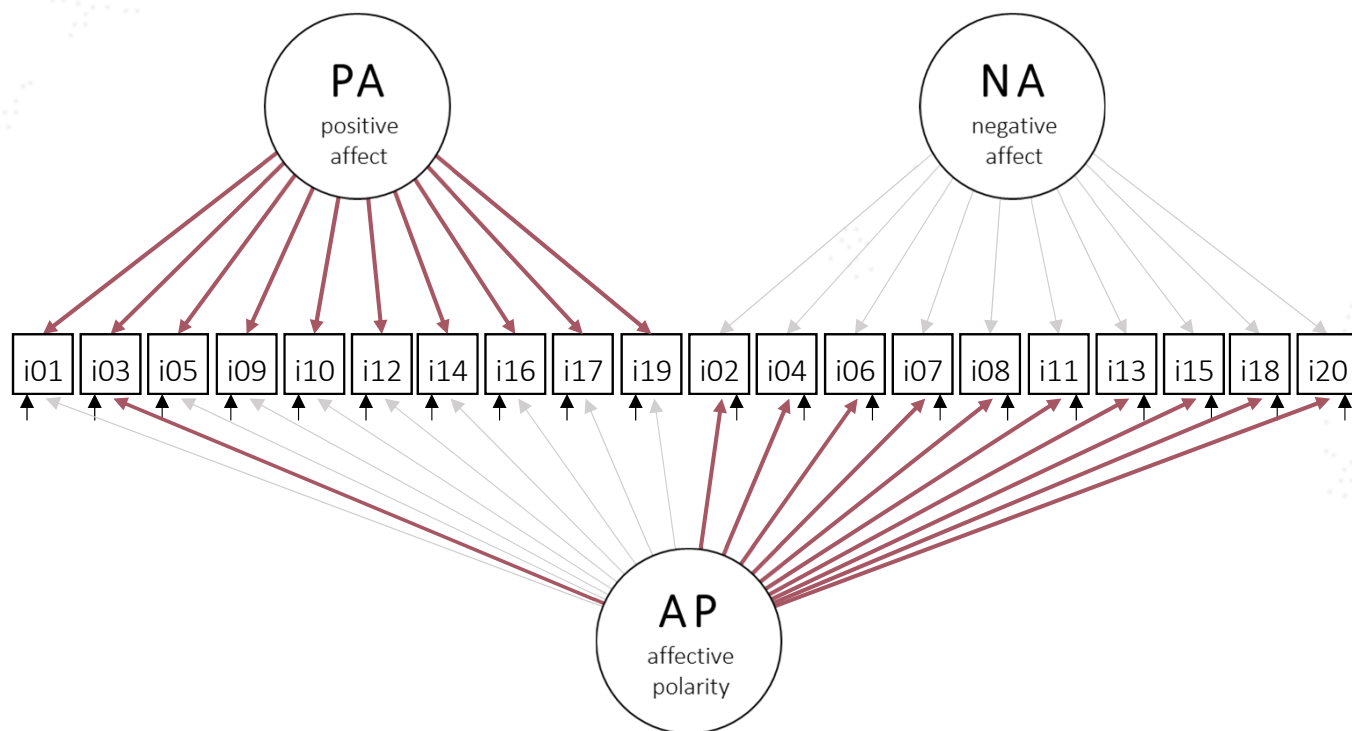 PA
positive
affect
NA
negative
affect
i01 i03 i05 i09 i10 i12 i14 i16 i17 i19 i02 i04 i06 i07 i08 i11 i13 i15 i18 i20
AP
affective
polarity